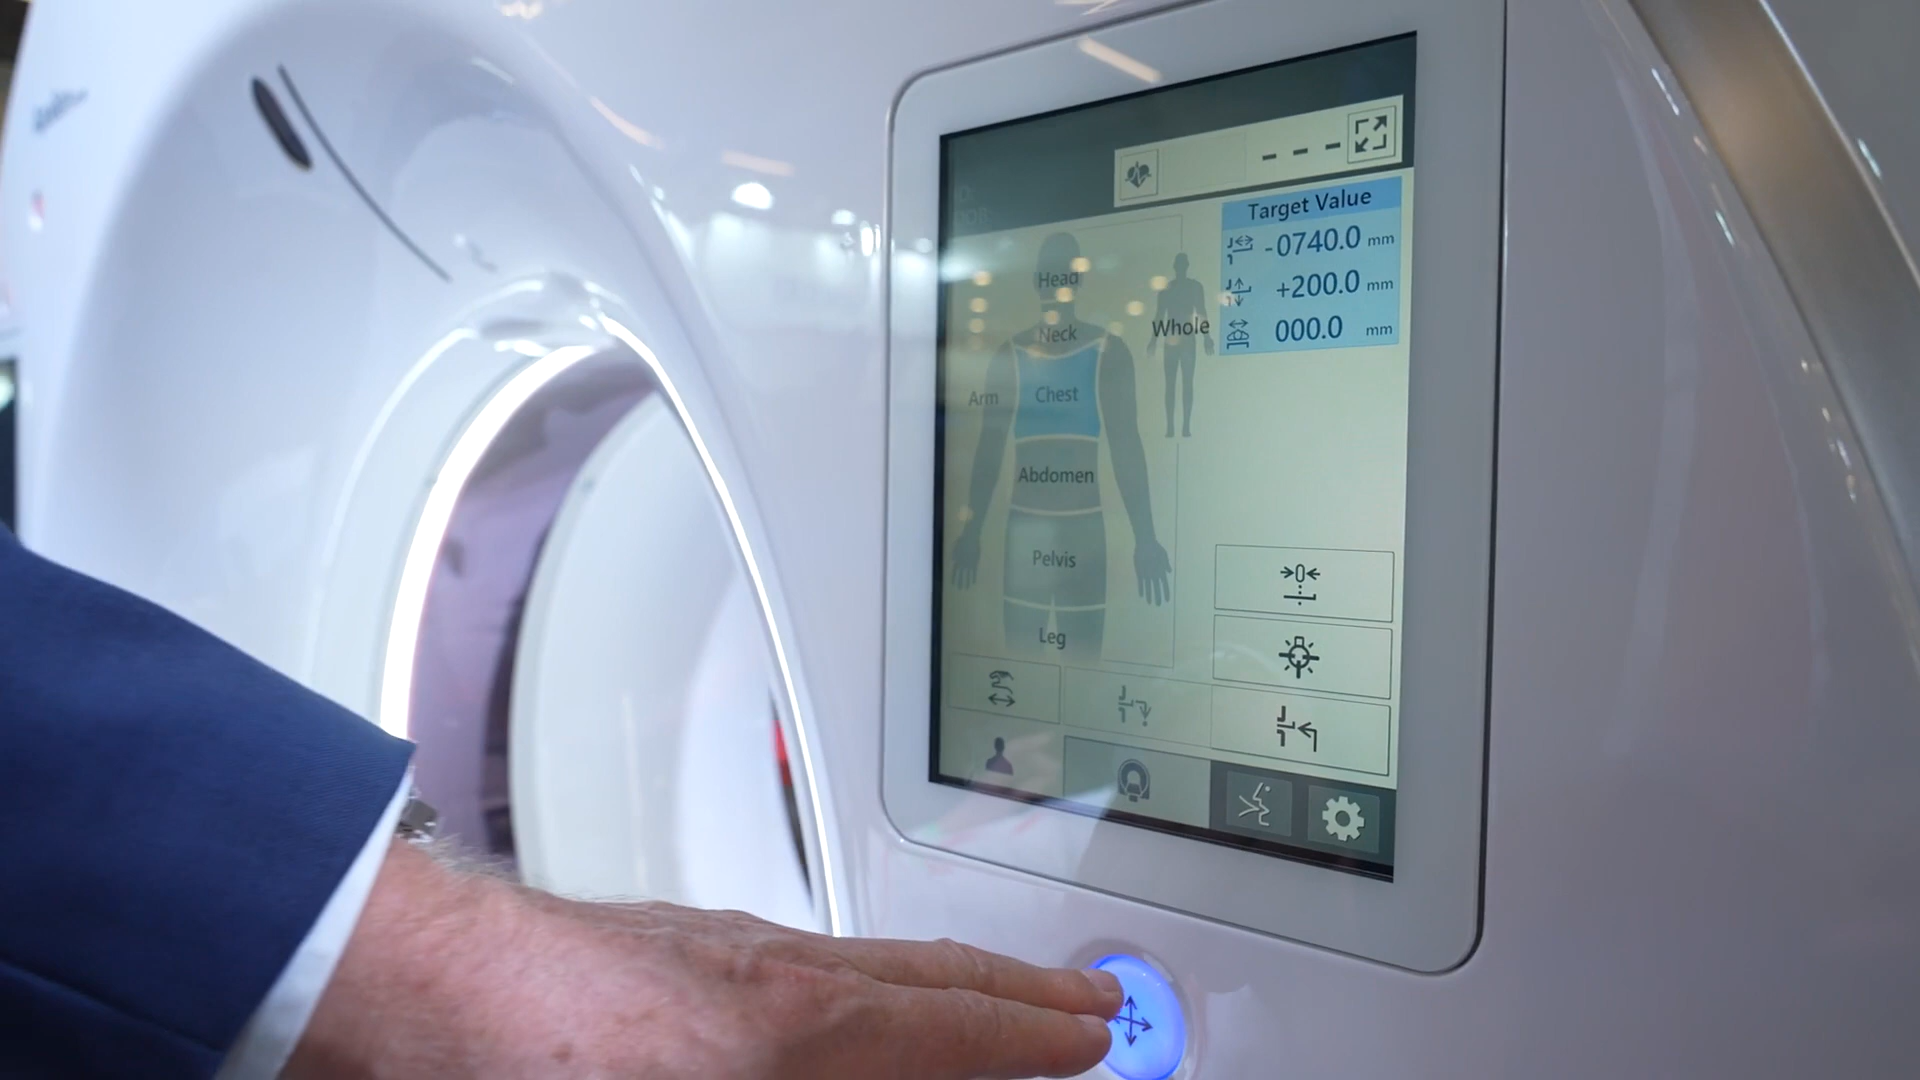 - - -
Target Value
-0740.0 mm
+200.0 mm
000.0 mm
Head
Neck
Whole
Arm
Chest
Abdomen
Pelvis
Leg